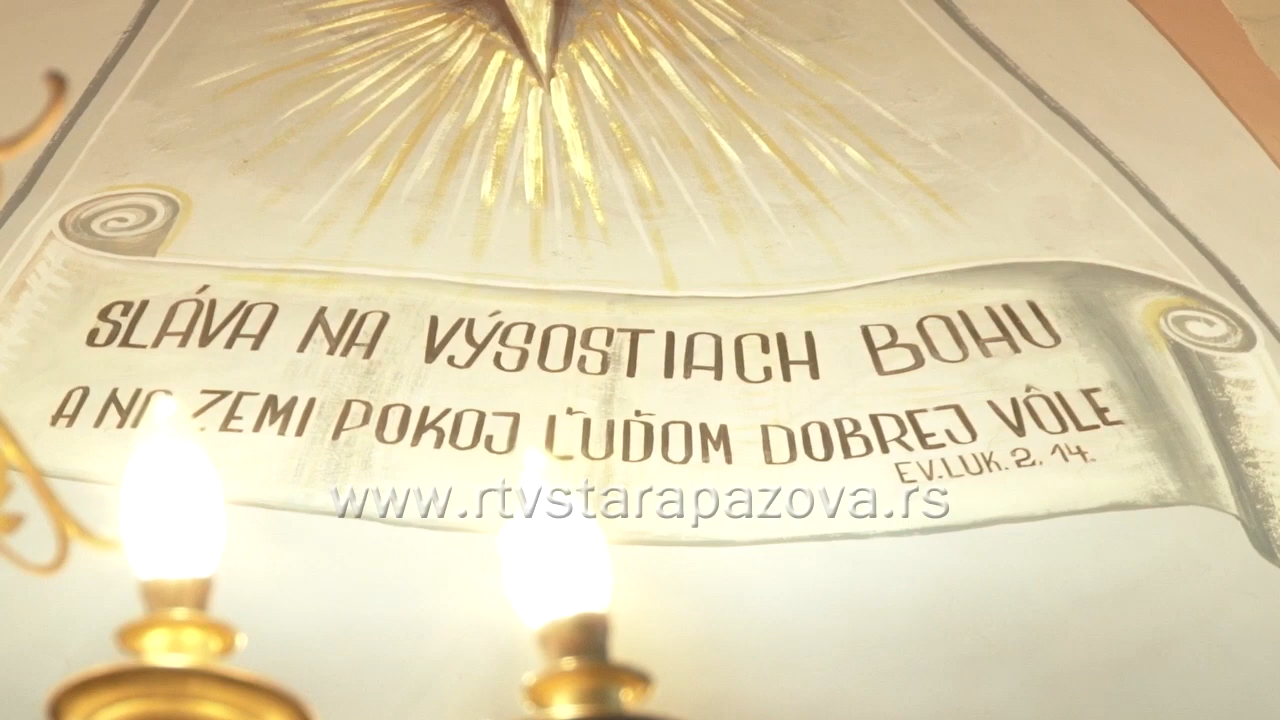 SLÁVA NA VÝSOSTIACH BOHU
A NA ZEMI POKOJ ĽUĎOM DOBREJ VÔLE
EV.LUK. 2. 14.
www.rtvstarapazova.rs